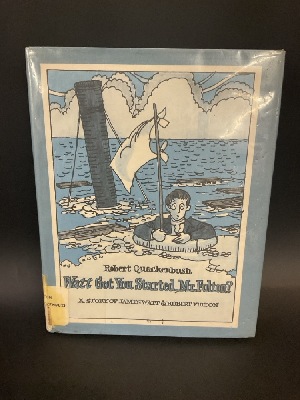 Robert Quackenbush
What Got You Started, Mr. Fulton?
A STORY OF JAMES WATT & ROBERT FULTON